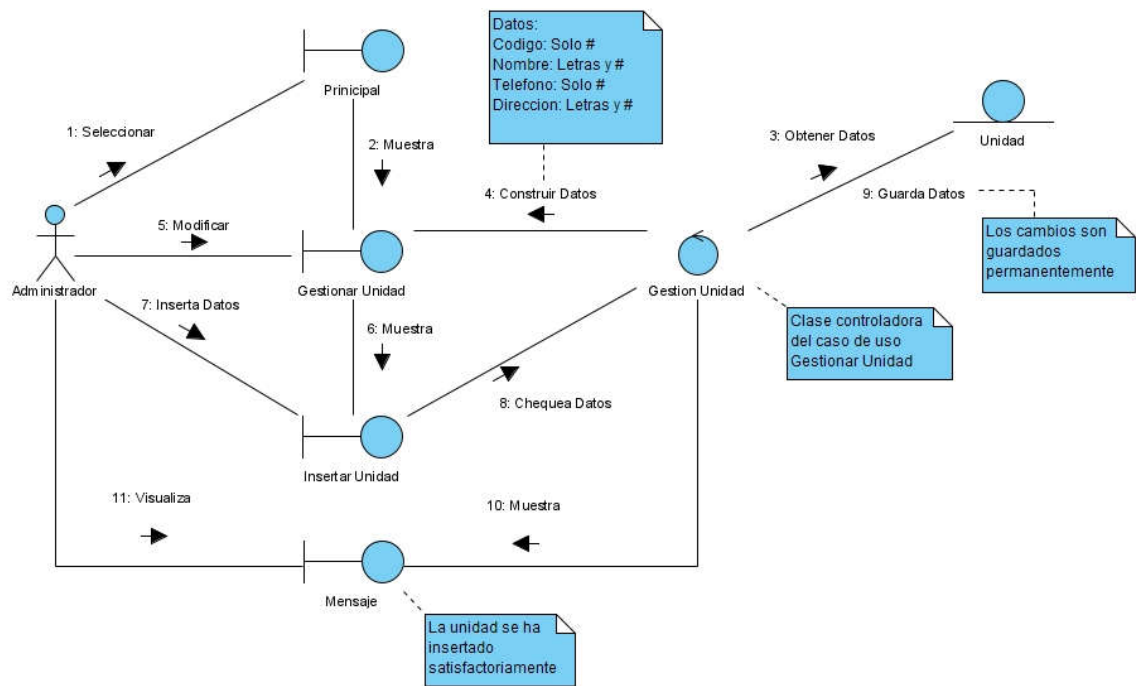 Datos:
Codigo: Solo #
Nombre: Letras y #
Telefono: Solo #
Direccion: Letras y #
Prinicipal
1: Seleccionar
2: Muestra
3: Obtener Datos
Unidad
4: Construir Datos
9: Guarda Datos
5: Modificar
Los cambios son
guardados
permanentemente
Administrador
Gestionar Unidad
Gestion Unidad
7: Inserta Datos
6: Muestra
Clase controladora
del caso de uso
Gestionar Unidad
8: Chequea Datos
Insertar Unidad
11: Visualiza
10: Muestra
Mensaje
La unidad se ha
insertado
satisfactoriamente